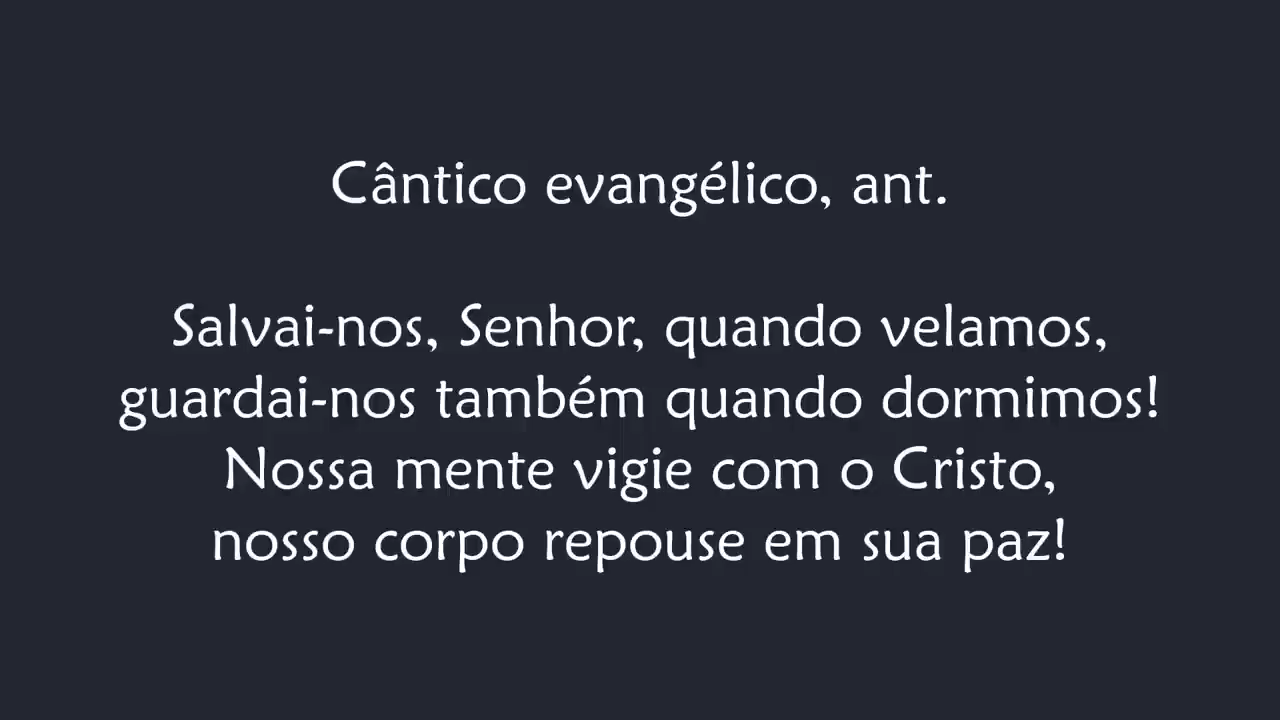 Cântico evangélico, ant.
Salvai-nos, Senhor, quando velamos,
guardai-nos também quando dormimos!
Nossa mente vigie com o Cristo,
nosso corpo repouse em sua paz!